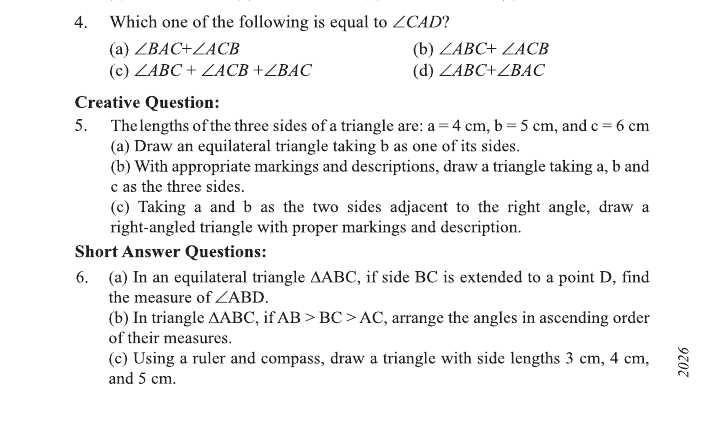 4. Which one of the following is equal to ∠CAD?
(a) ∠BAC+∠ACB (b) ∠ABC+ ∠ACB
(c) ∠ABC + ∠ACB +∠BAC (d) ∠ABC+∠BAC
Creative Question:
5. The lengths of the three sides of a triangle are: a = 4 cm, b = 5 cm, and c = 6 cm
(a) Draw an equilateral triangle taking b as one of its sides.
(b) With appropriate markings and descriptions, draw a triangle taking a, b and
c as the three sides.
(c) Taking a and b as the two sides adjacent to the right angle, draw a
right-angled triangle with proper markings and description.
Short Answer Questions:
6. (a) In an equilateral triangle ΔABC, if side BC is extended to a point D, find
the measure of ∠ABD.
(b) In triangle ΔABC, if AB > BC > AC, arrange the angles in ascending order
of their measures.
(c) Using a ruler and compass, draw a triangle with side lengths 3 cm, 4 cm,
and 5 cm.
2026